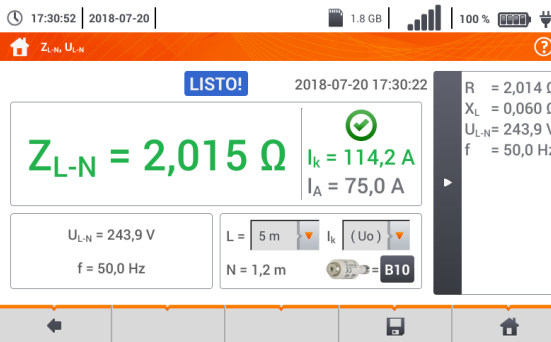 17:30:52 2018-07-20 1.8 GB 100 %
ZL-N, UL-N
LISTO! 2018-07-20 17:30:22
ZL-N = 2,015 Ω
Ik = 114,2 A
IA = 75,0 A
R = 2,014 Ω
XL = 0,060 Ω
UL-N= 243,9 V
f = 50,0 Hz
UL-N = 243,9 V
f = 50,0 Hz
L = 5 m Ik (Uo)
N = 1,2 m = B10